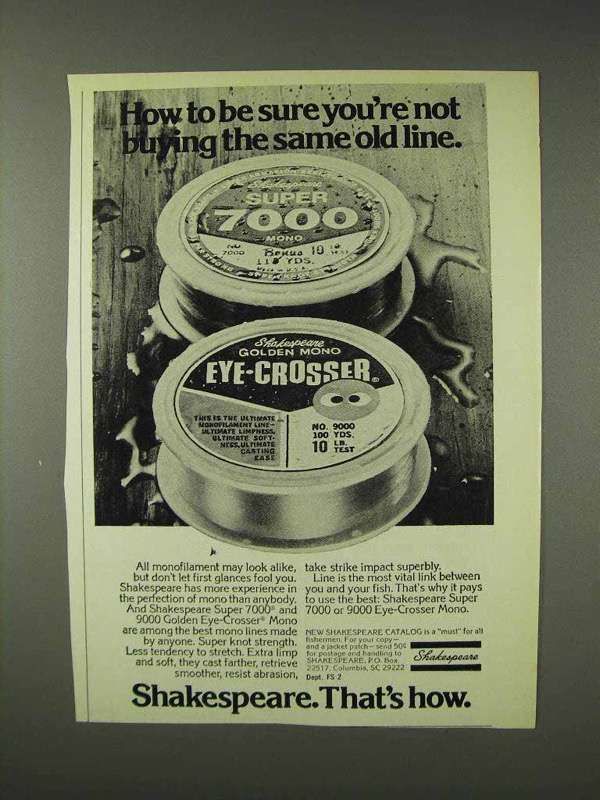 How to be sure you're not
buying the same old line.
Shakespeare
SUPER
7000
MONO
NO.
7000
Bonus
10 LB.
TEST
110 YDS.
Shakespeare
GOLDEN MONO
EYE-CROSSER®
THIS IS THE ULTIMATE
MONOFILAMENT LINE—
ULTIMATE LIMPNESS,
ULTIMATE SOFT-
NESS, ULTIMATE
CASTING
EASE
NO. 9000
100 YDS.
10 LB.
TEST
All monofilament may look alike,
but don't let first glances fool you.
Shakespeare has more experience in
the perfection of mono than anybody.
And Shakespeare Super 7000® and
9000 Golden Eye-Crosser® Mono
are among the best mono lines made
by anyone. Super knot strength.
Less tendency to stretch. Extra limp
and soft, they cast farther, retrieve
smoother, resist abrasion,
take strike impact superbly.
Line is the most vital link between
you and your fish. That's why it pays
to use the best: Shakespeare Super
7000 or 9000 Eye-Crosser Mono.
NEW SHAKESPEARE CATALOG is a "must" for all
fishermen. For your copy—
and a jacket patch—send 50¢
for postage and handling to
SHAKESPEARE, P.O. Box
22517, Columbia, SC 29222
Dept. FS 2
Shakespeare
Shakespeare. That's how.